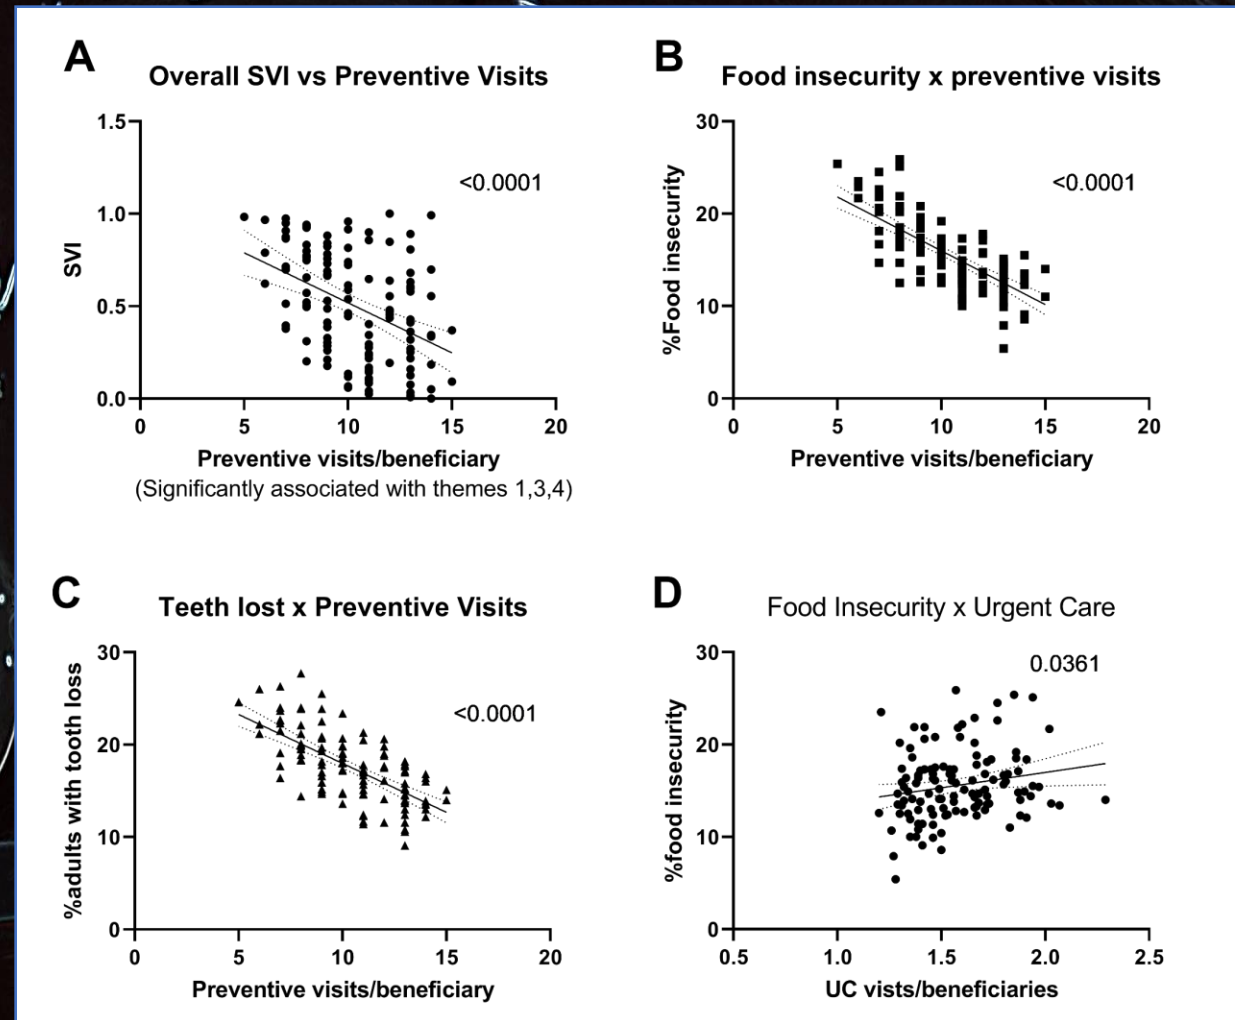 A
Overall SVI vs Preventive Visits
1.5
1.0
0.5
0.0
SVI
<0.0001
0
5
10
15
20
Preventive visits/beneficiary
(Significantly associated with themes 1,3,4)
B
Food insecurity x preventive visits
30
20
10
0
%Food insecurity
<0.0001
0
5
10
15
20
Preventive visits/beneficiary
C
Teeth lost x Preventive Visits
30
20
10
0
%adults with tooth loss
<0.0001
0
5
10
15
20
Preventive visits/beneficiary
D
Food Insecurity x Urgent Care
30
20
10
0
%food insecurity
0.0361
0.5
1.0
1.5
2.0
2.5
UC vists/beneficiaries